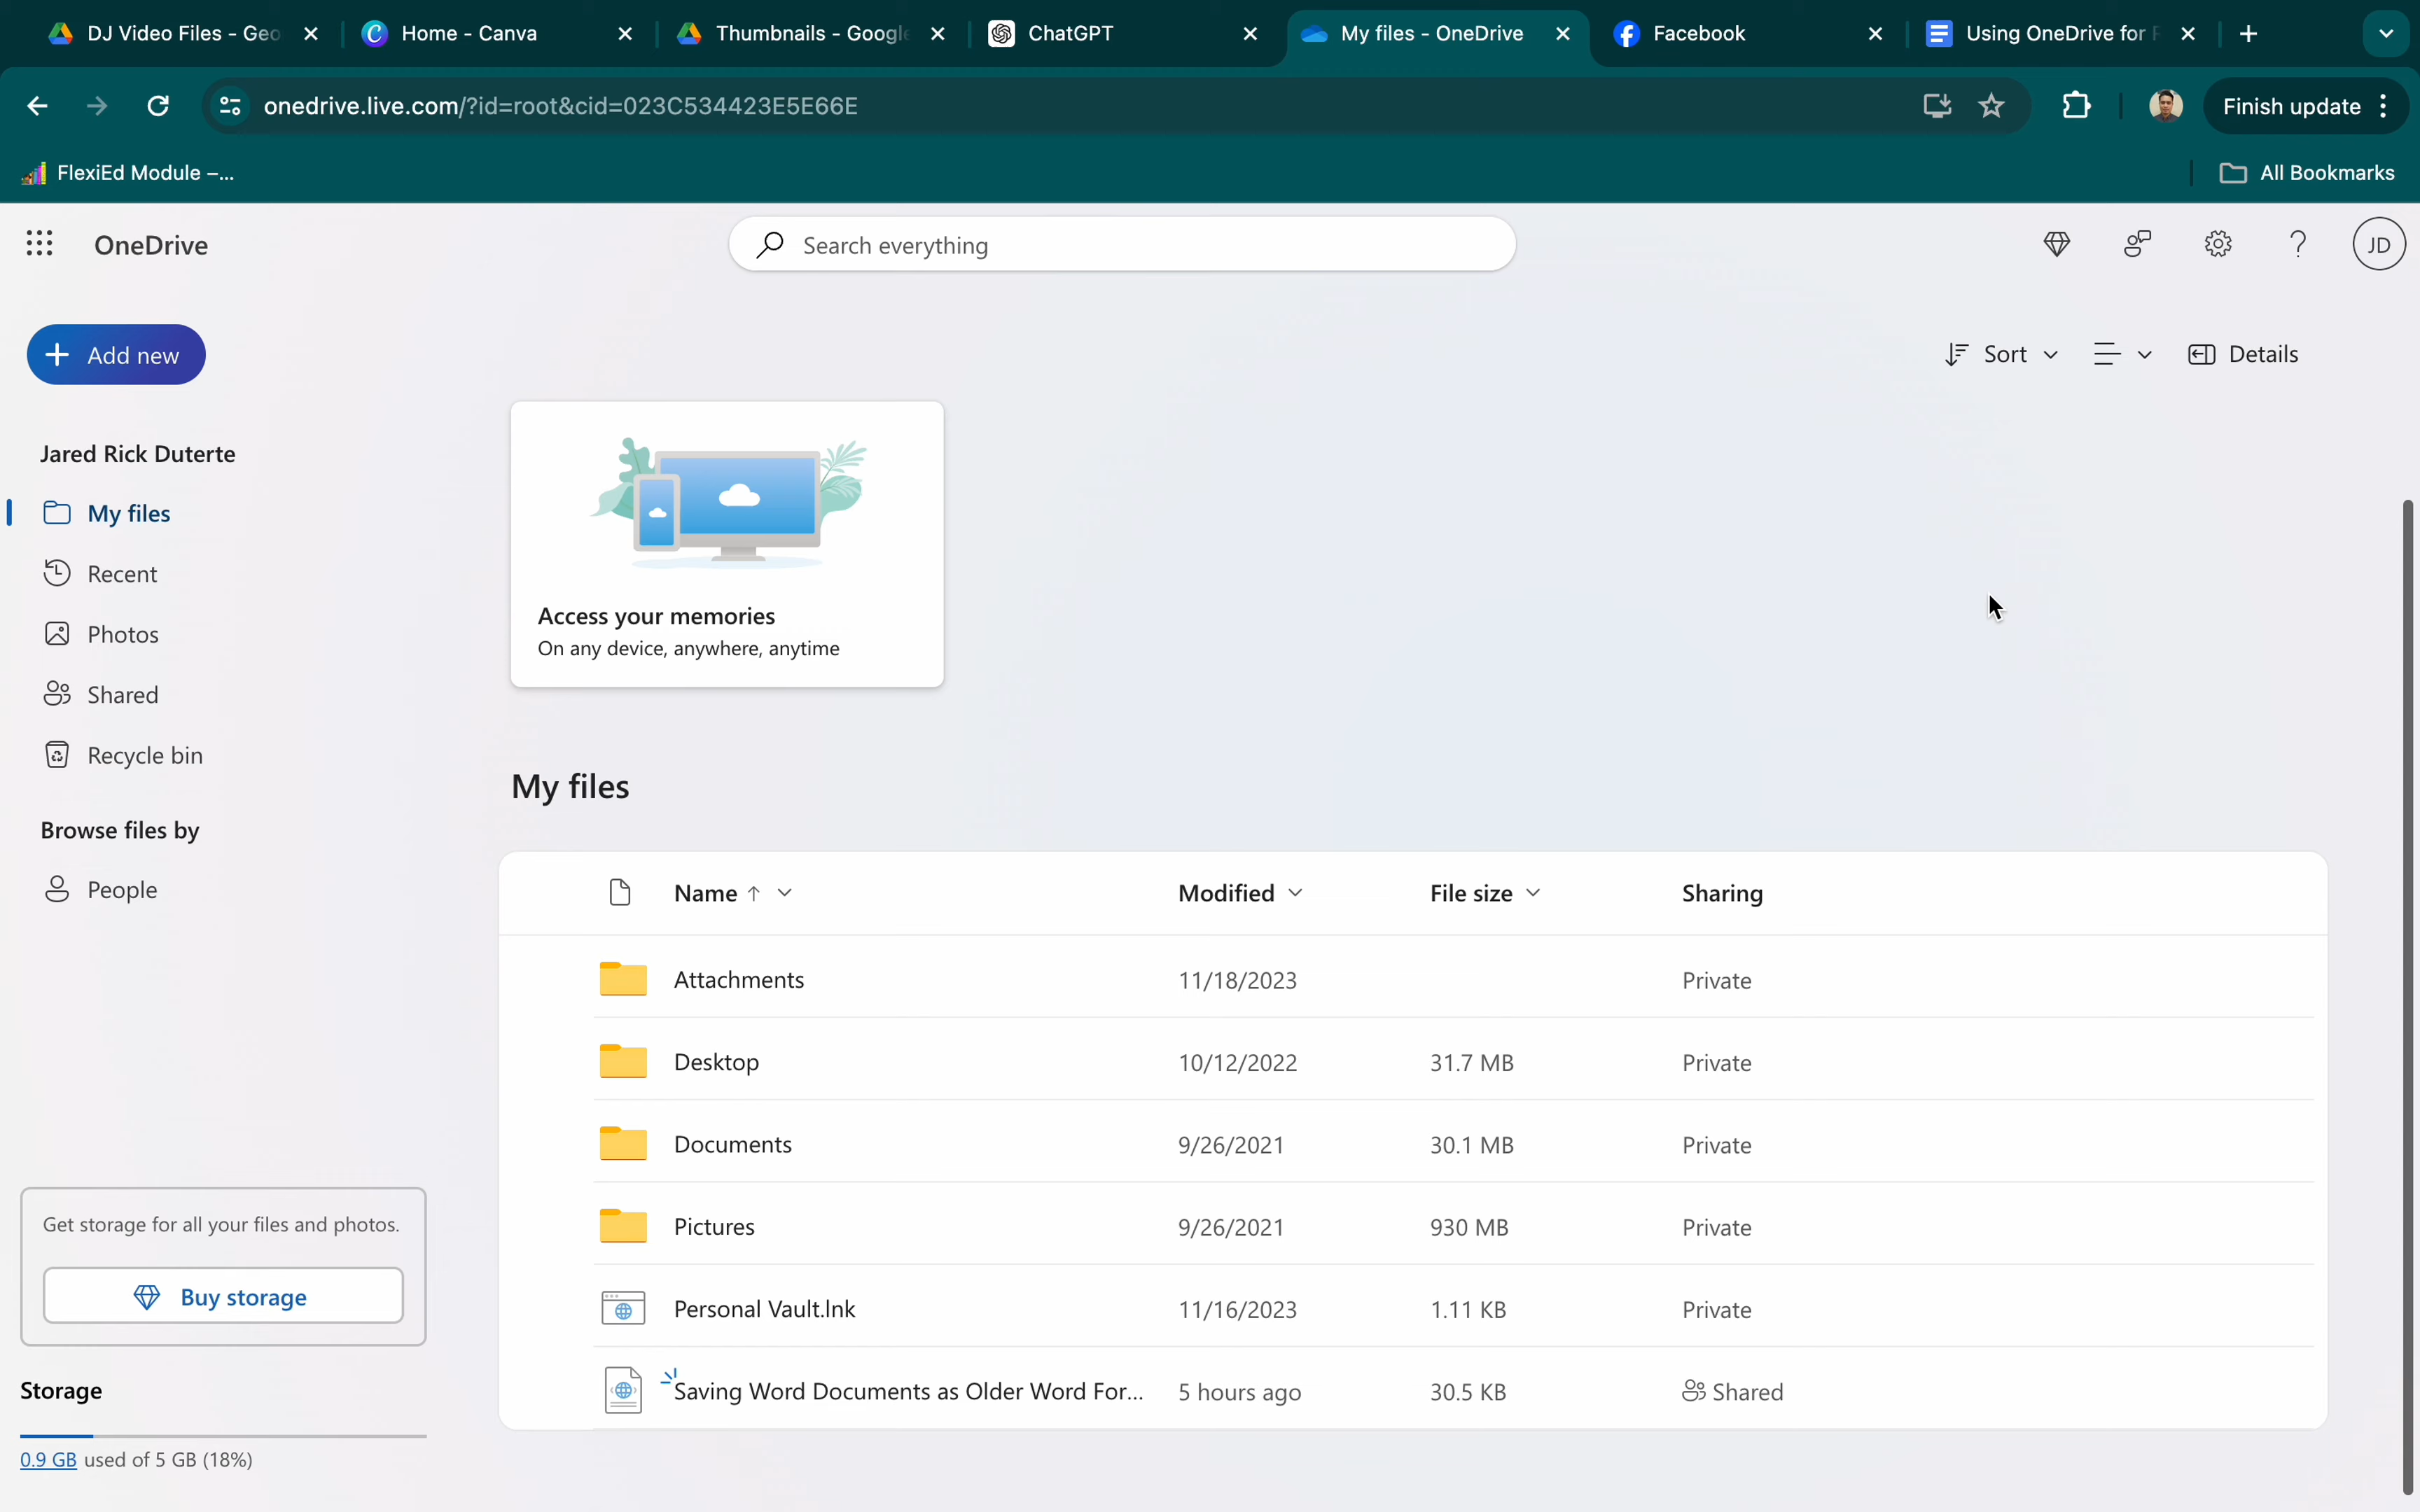 DJ Video Files - Geo
Home - Canva
Thumbnails - Google
ChatGPT
My files - OneDrive
Facebook
Using OneDrive for
onedrive.live.com/?id=root&cid=023C534423E5E66E
Finish update
FlexiEd Module –...
All Bookmarks
OneDrive
Search everything
JD
Add new
Sort
Details
Jared Rick Duterte
My files
Recent
Photos
Shared
Recycle bin
Browse files by
People
Get storage for all your files and photos.
Buy storage
Storage
0.9 GB used of 5 GB (18%)
Access your memories
On any device, anywhere, anytime
My files
Name Modified File size Sharing
Attachments 11/18/2023 Private
Desktop 10/12/2022 31.7 MB Private
Documents 9/26/2021 30.1 MB Private
Pictures 9/26/2021 930 MB Private
Personal Vault.lnk 11/16/2023 1.11 KB Private
Saving Word Documents as Older Word For... 5 hours ago 30.5 KB Shared